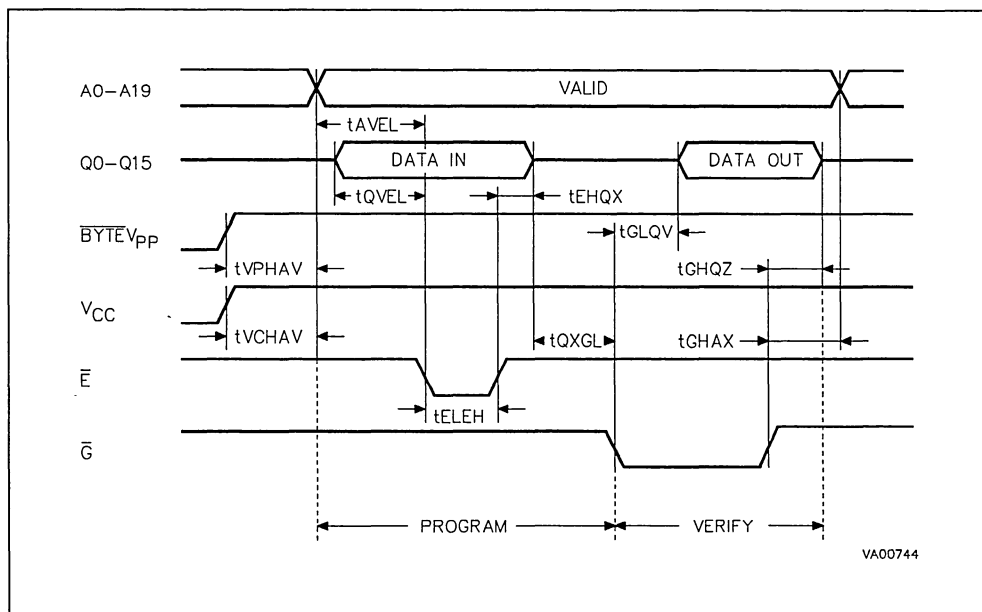 A0-A19
VALID
tAVEL
Q0-Q15
DATA IN
DATA OUT
tQVEL
tEHQX
BYTEVPP
tGLQV
tVPHAV
tGHQZ
VCC
tVCHAV
tQXGL
tGHAX
E
tELEH
G
PROGRAM
VERIFY
VA00744